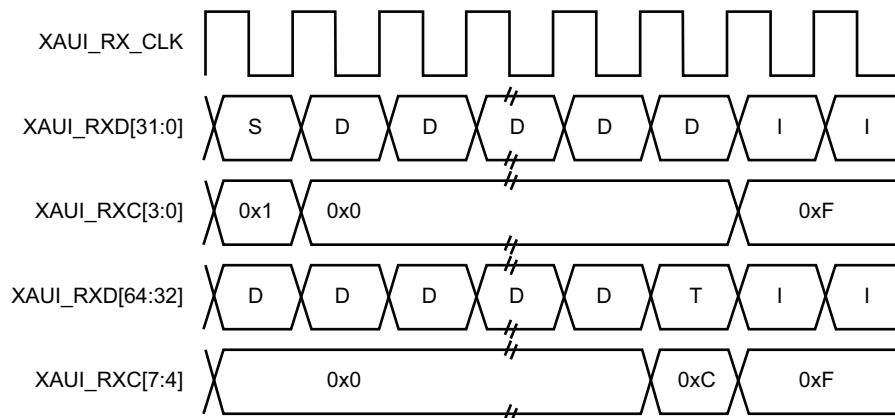 XAUI_RX_CLK
XAUI_RXD[31:0] S D D D D D I I
XAUI_RXC[3:0] 0x1 0x0 0xF
XAUI_RXD[64:32] D D D D D T I I
XAUI_RXC[7:4] 0x0 0xC 0xF